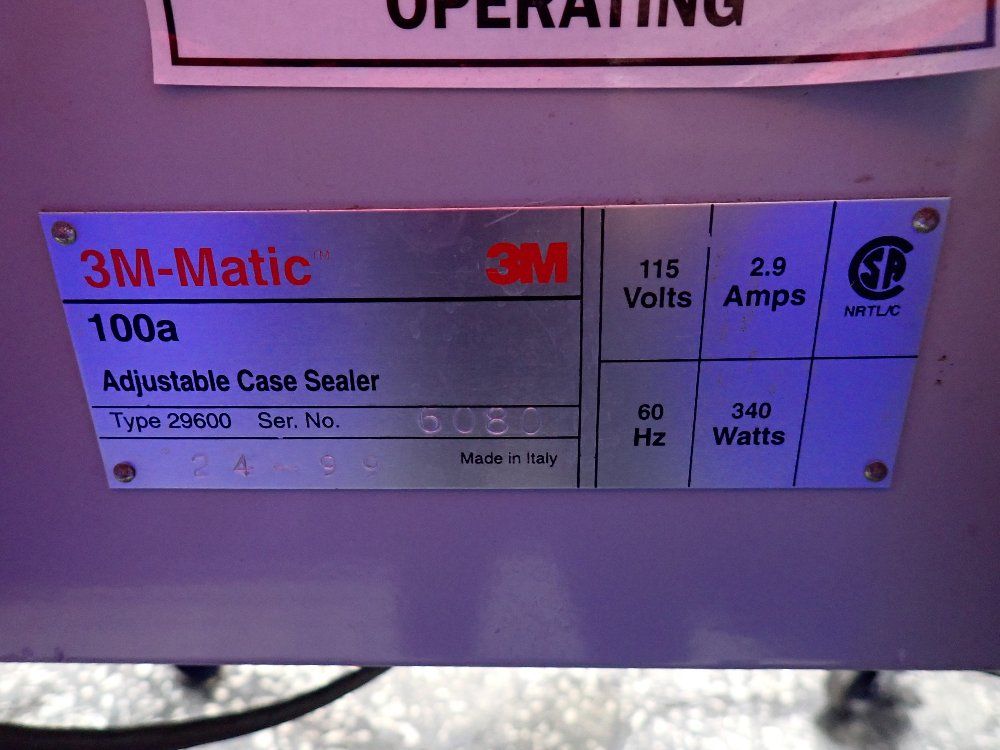 OPERATING
3M-Matic™ 3M
100a
Adjustable Case Sealer
Type 29600 Ser. No. 6080
24-99 Made in Italy
115 Volts
2.9 Amps
60 Hz
340 Watts
SA
NRTL/C